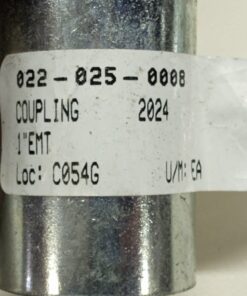 022-025-0008
COUPLING 2024
1"EMT
Loc: C054G U/M: EA